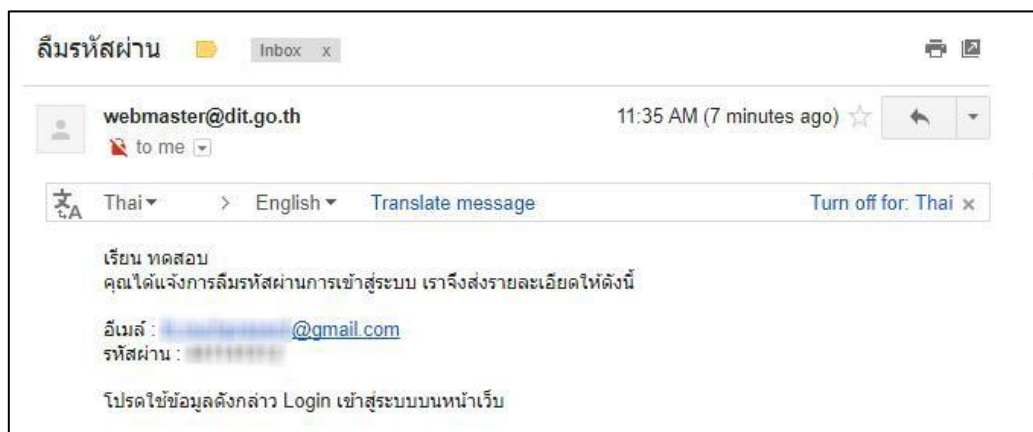 ลืมรหัสผ่าน Inbox x
webmaster@dit.go.th 11:35 AM (7 minutes ago)
to me
Thai > English Translate message Turn off for: Thai x
เรียน ทดสอบ
คุณได้แจ้งการลืมรหัสผ่านการเข้าสู่ระบบ เราจึงส่งรายละเอียดให้ดังนี้
อีเมล์ : @gmail.com
รหัสผ่าน :
โปรดใช้ข้อมูลดังกล่าว Login เข้าสู่ระบบบนหน้าเว็บ